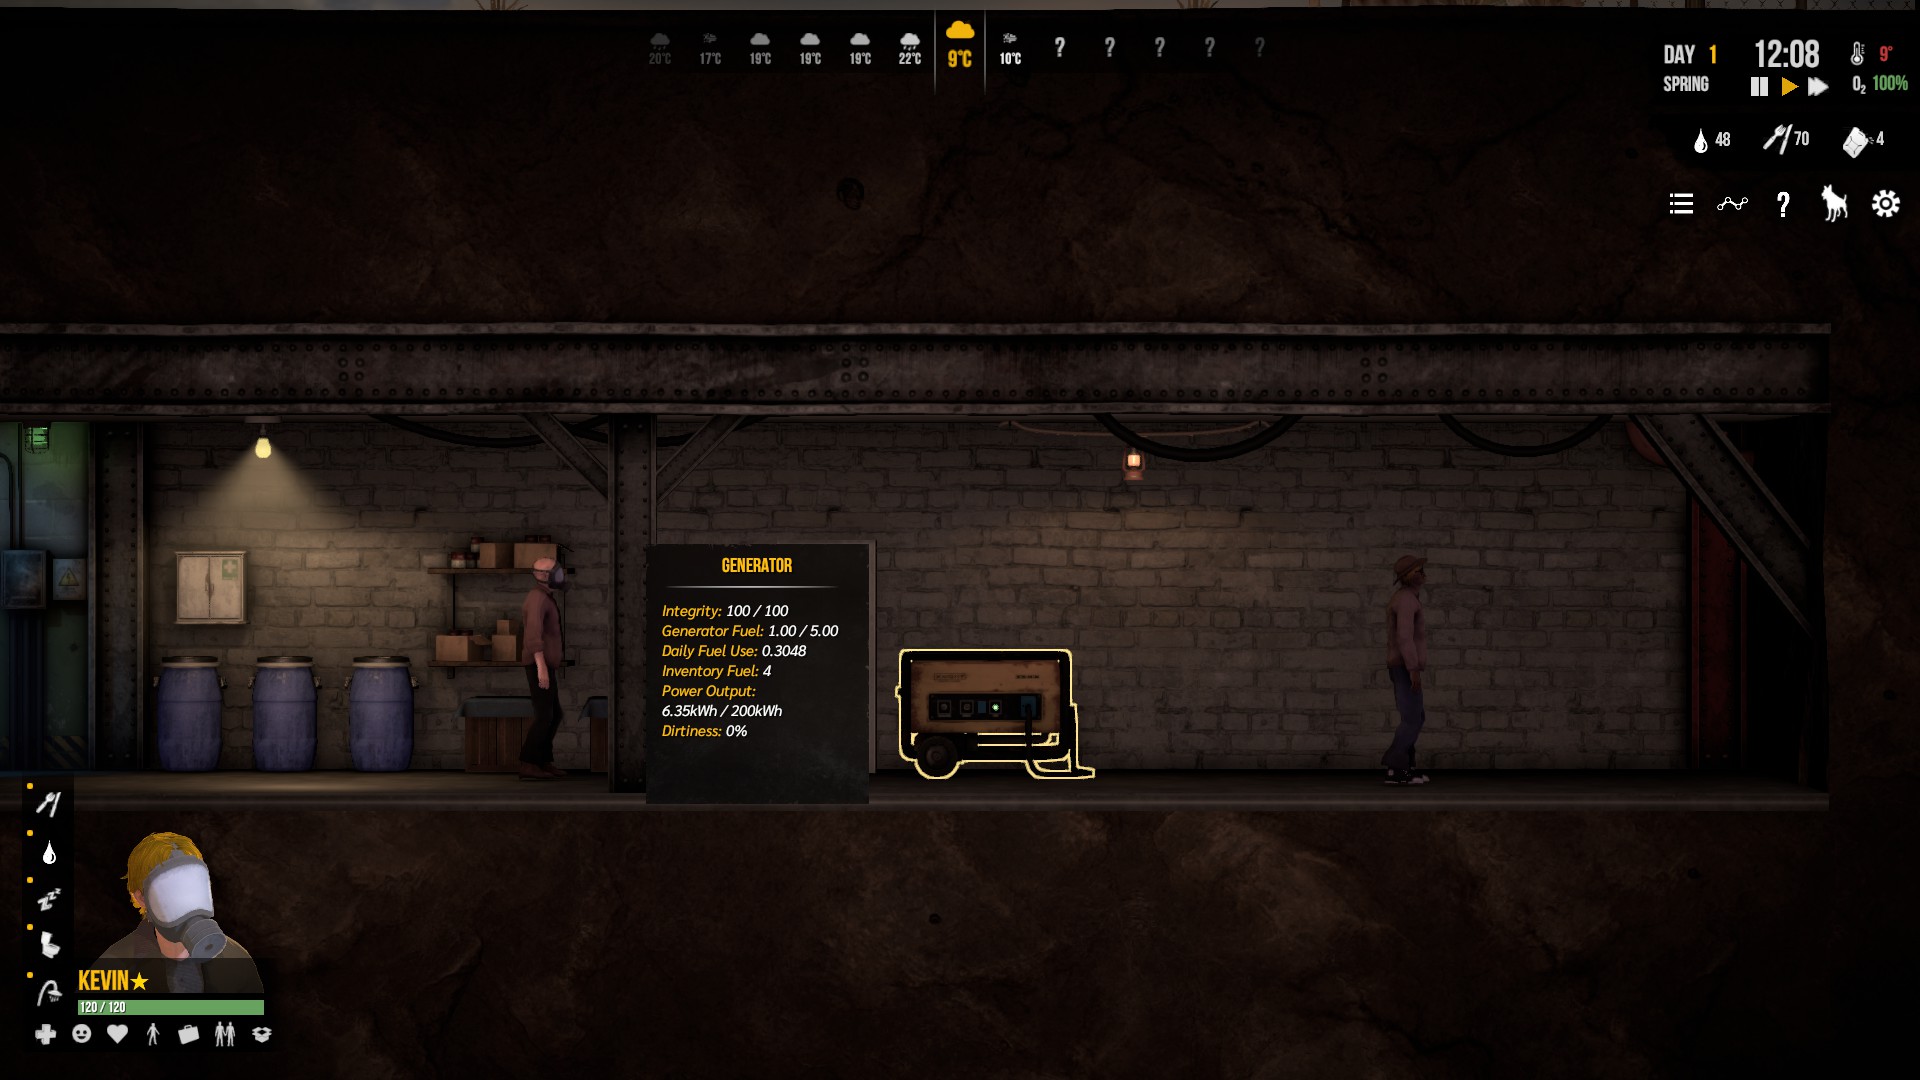 20°C 17°C 19°C 19°C 19°C 22°C 9°C 10°C ? ? ? ? ?
DAY 1 12:08 9°
SPRING O₂ 100%
48 70 4
?
GENERATOR
Integrity: 100 / 100
Generator Fuel: 1.00 / 5.00
Daily Fuel Use: 0.3048
Inventory Fuel: 4
Power Output:
6.35kWh / 200kWh
Dirtiness: 0%
KEVIN
120 / 120